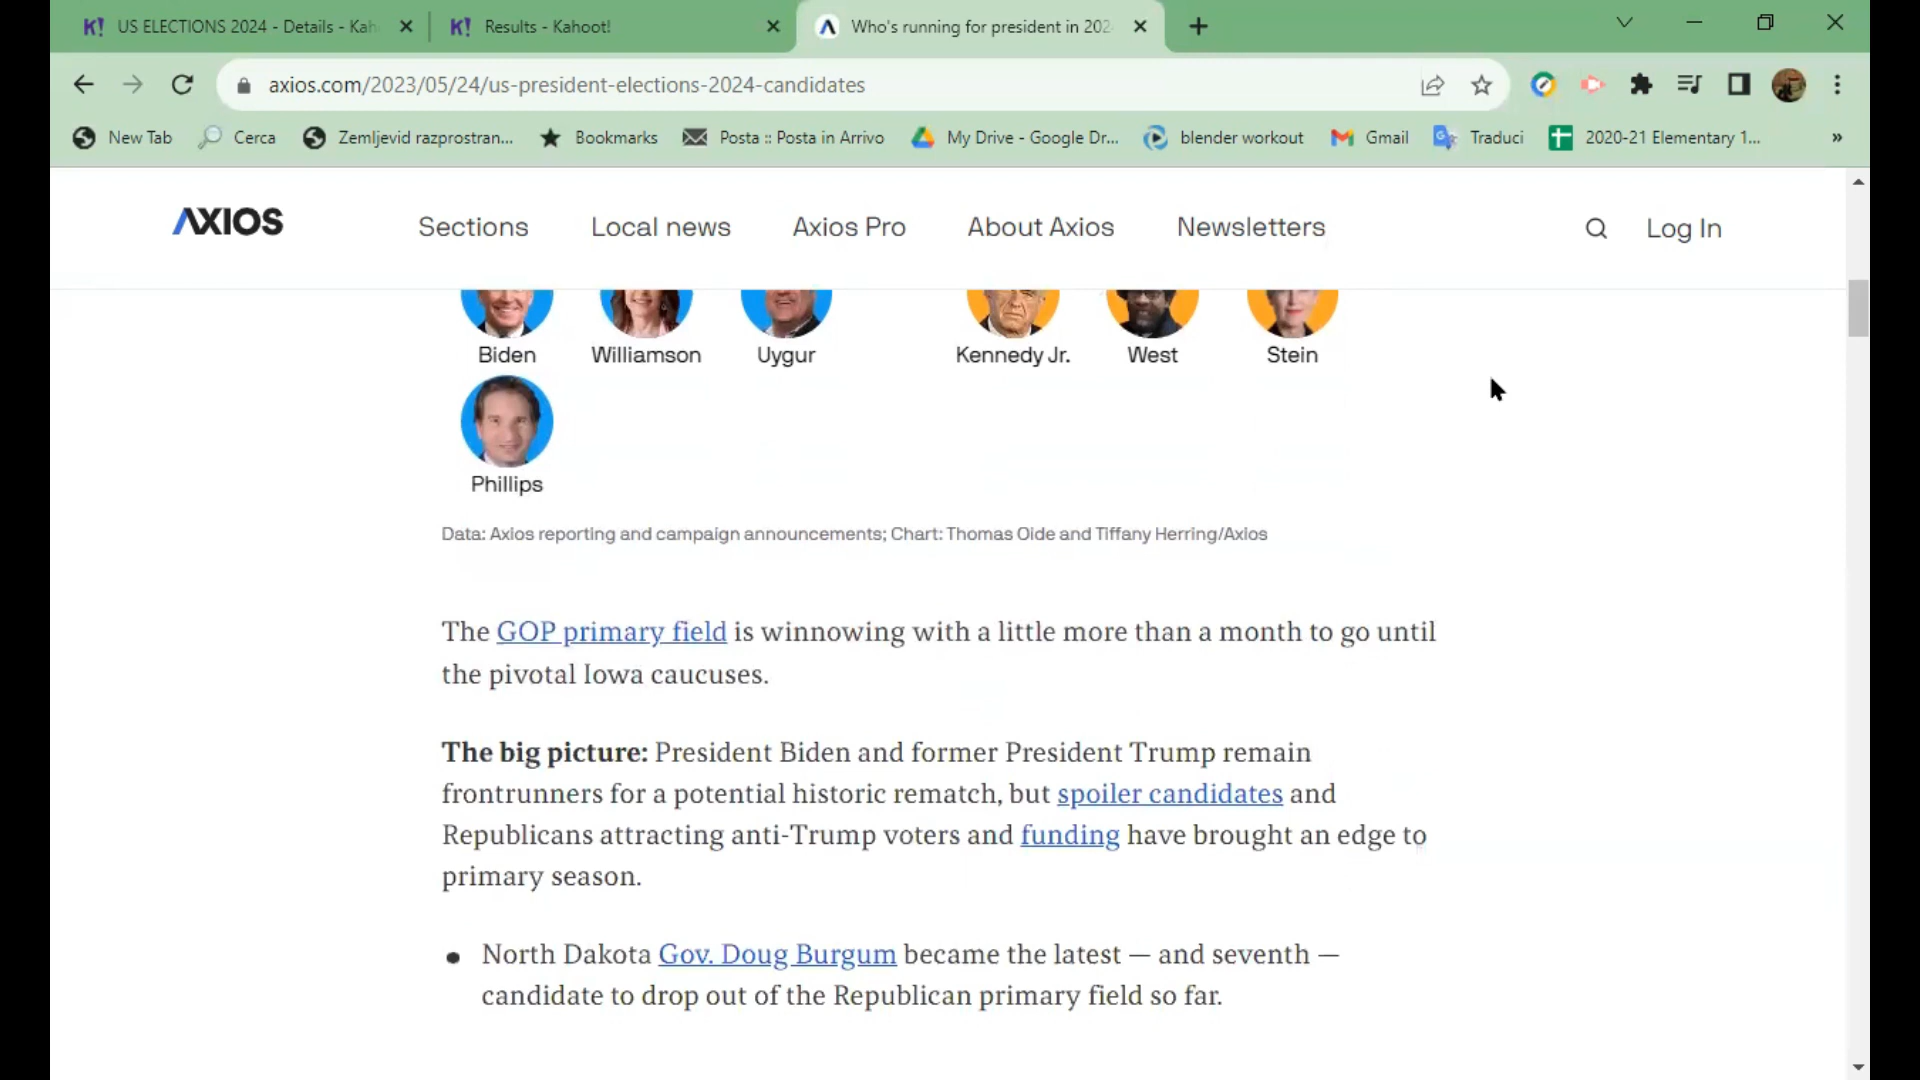 US ELECTIONS 2024 - Details - Kah
Results - Kahoot!
Who's running for president in 202
axios.com/2023/05/24/us-president-elections-2024-candidates
New Tab
Cerca
Zemljevid razprostran...
Bookmarks
Posta :: Posta in Arrivo
My Drive - Google Dr...
blender workout
Gmail
Traduci
2020-21 Elementary 1...
»
AXIOS
Sections
Local news
Axios Pro
About Axios
Newsletters
Log In
Biden
Williamson
Uygur
Kennedy Jr.
West
Stein
Phillips
Data: Axios reporting and campaign announcements; Chart: Thomas Oide and Tiffany Herring/Axios
The GOP primary field is winnowing with a little more than a month to go until
the pivotal Iowa caucuses.
The big picture: President Biden and former President Trump remain
frontrunners for a potential historic rematch, but spoiler candidates and
Republicans attracting anti-Trump voters and funding have brought an edge to
primary season.
• North Dakota Gov. Doug Burgum became the latest — and seventh —
candidate to drop out of the Republican primary field so far.